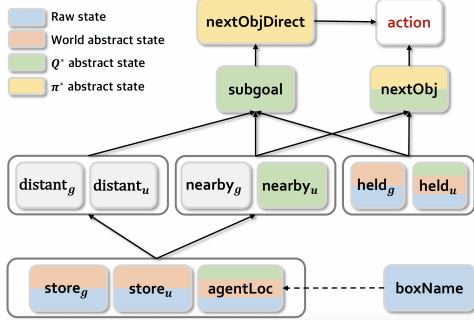 Raw state
World abstract state
Q* abstract state
π* abstract state
nextObjDirect
action
subgoal
nextObj
distant_g
distant_u
nearby_g
nearby_u
held_g
held_u
store_g
store_u
agentLoc
boxName